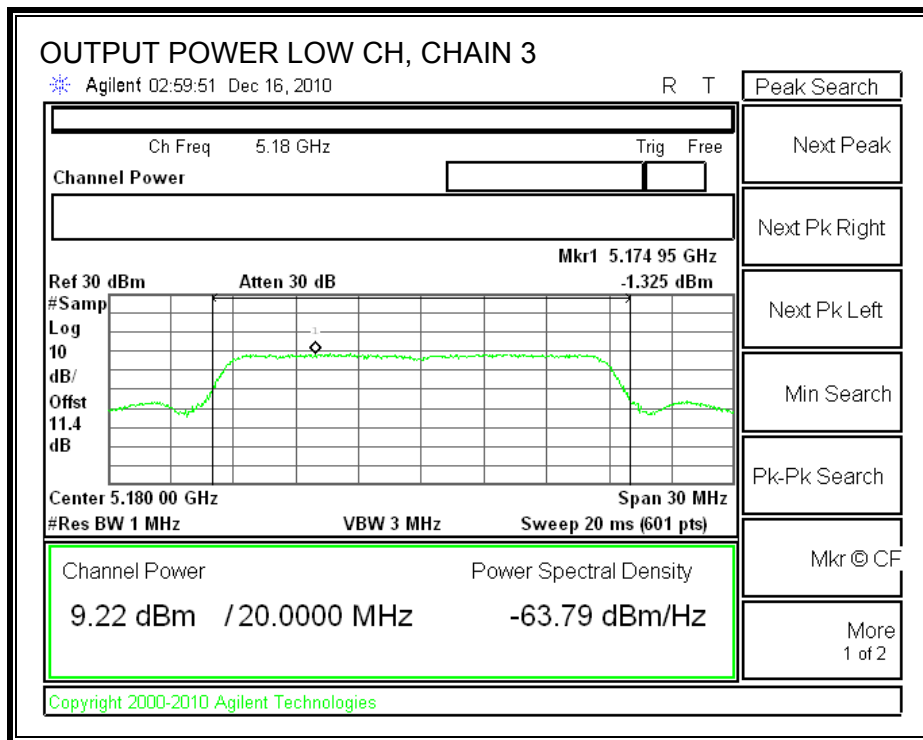 OUTPUT POWER LOW CH, CHAIN 3
Agilent 02:59:51 Dec 16, 2010 R T
Peak Search
Ch Freq 5.18 GHz Trig Free
Channel Power
Next Peak
Next Pk Right
Mkr1 5.174 95 GHz
Ref 30 dBm Atten 30 dB -1.325 dBm
#Samp
Log
10
dB/
Offst
11.4
dB
1
Next Pk Left
Min Search
Pk-Pk Search
Center 5.180 00 GHz Span 30 MHz
#Res BW 1 MHz VBW 3 MHz Sweep 20 ms (601 pts)
Channel Power Power Spectral Density
9.22 dBm /20.0000 MHz -63.79 dBm/Hz
Mkr © CF
More
1 of 2
Copyright 2000-2010 Agilent Technologies